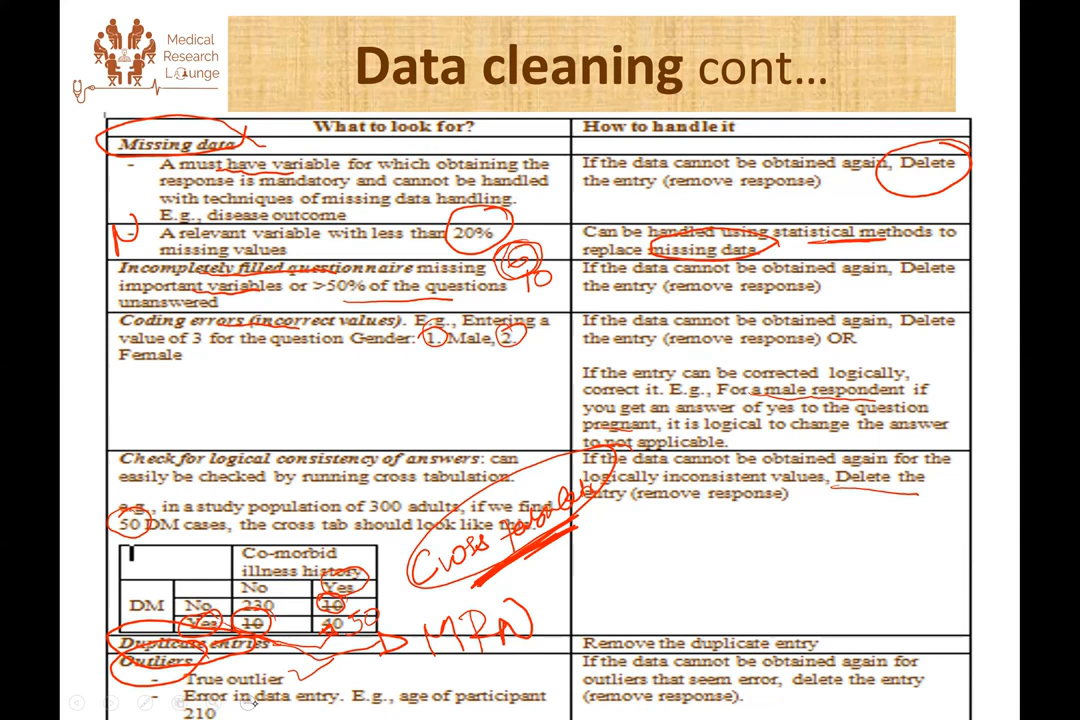 Medical
Research
Lounge
Data cleaning cont...
What to look for?
How to handle it
Missing data
- A must have variable for which obtaining the
response is mandatory and cannot be handled
with techniques of missing data handling.
E.g., disease outcome
If the data cannot be obtained again, Delete
the entry (remove response)
N
- A relevant variable with less than 20%
missing values
Can be handled using statistical methods to
replace missing data.
Incompletely filled questionnaire missing
important variables or >50% of the questions
unanswered
10
If the data cannot be obtained again, Delete
the entry (remove response)
Coding errors (incorrect values). E.g., Entering a
value of 3 for the question Gender: 1. Male, 2.
Female
If the data cannot be obtained again, Delete
the entry (remove response) OR
If the entry can be corrected logically,
correct it. E.g., For a male respondent if
you get an answer of yes to the question
pregnant, it is logical to change the answer
to not applicable.
Check for logical consistency of answers: can
easily be checked by running cross tabulation.
e.g., in a study population of 300 adults, if we find
50 DM cases, the cross tab should look like this.
If the data cannot be obtained again for the
logically inconsistent values, Delete the
entry (remove response)
Cross
Co-morbid
illness history
No Yes
DM No 230 10
Yes 10 40
50
MRN
Duplicate entries
Remove the duplicate entry
Outliers
- True outlier
- Error in data entry. E.g., age of participant
210
If the data cannot be obtained again for
outliers that seem error, delete the entry
(remove response).